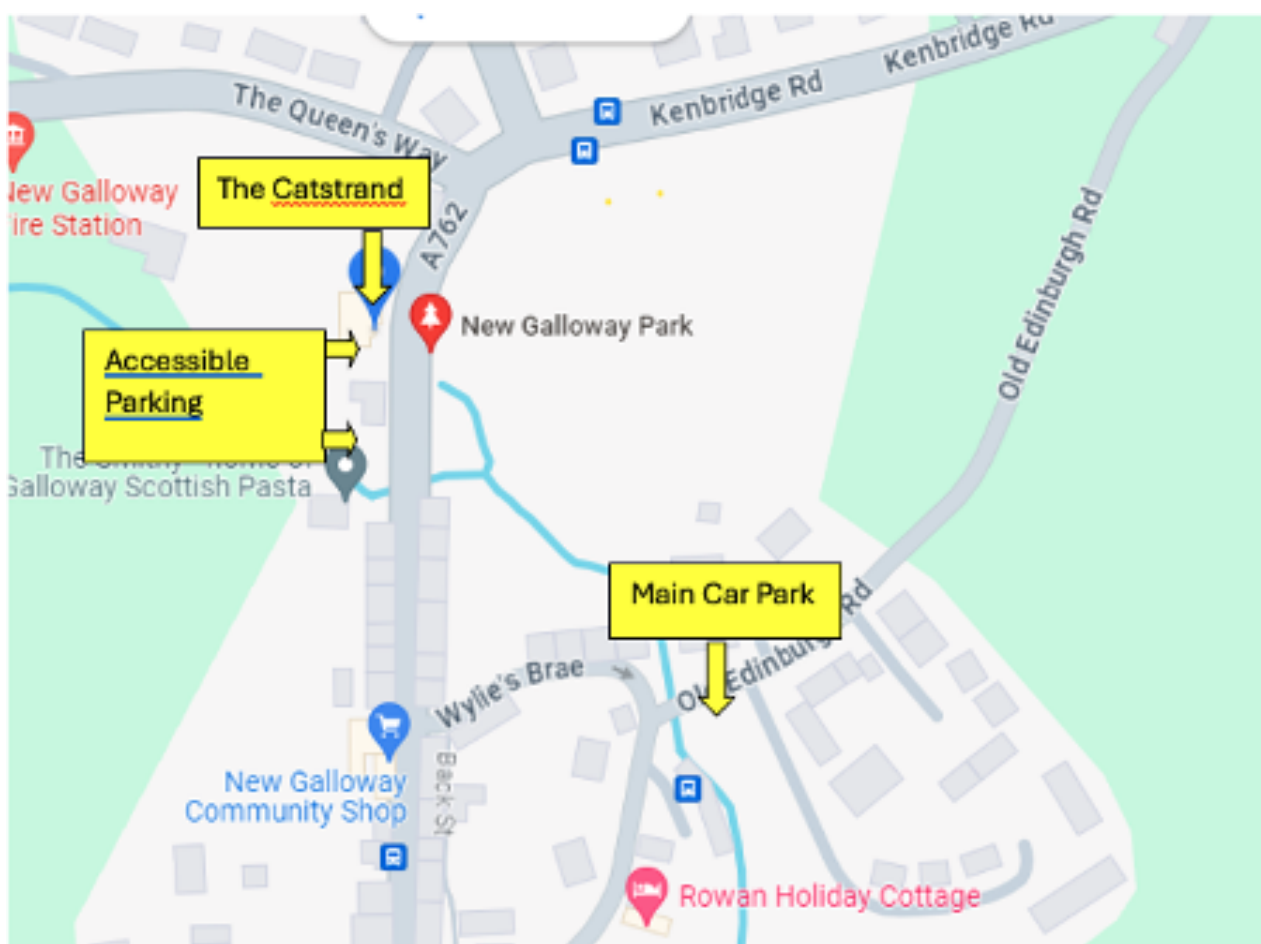 Kenbridge Rd
Kenbridge Rd
The Queen's Way
The Catstrand
New Galloway
Fire Station
A762
New Galloway Park
Old Edinburgh Rd
Accessible
Parking
The Smithy
Galloway Scottish Pasta
Main Car Park
Old Edinburgh Rd
Wylie's Brae
New Galloway
Community Shop
Back St
Rowan Holiday Cottage